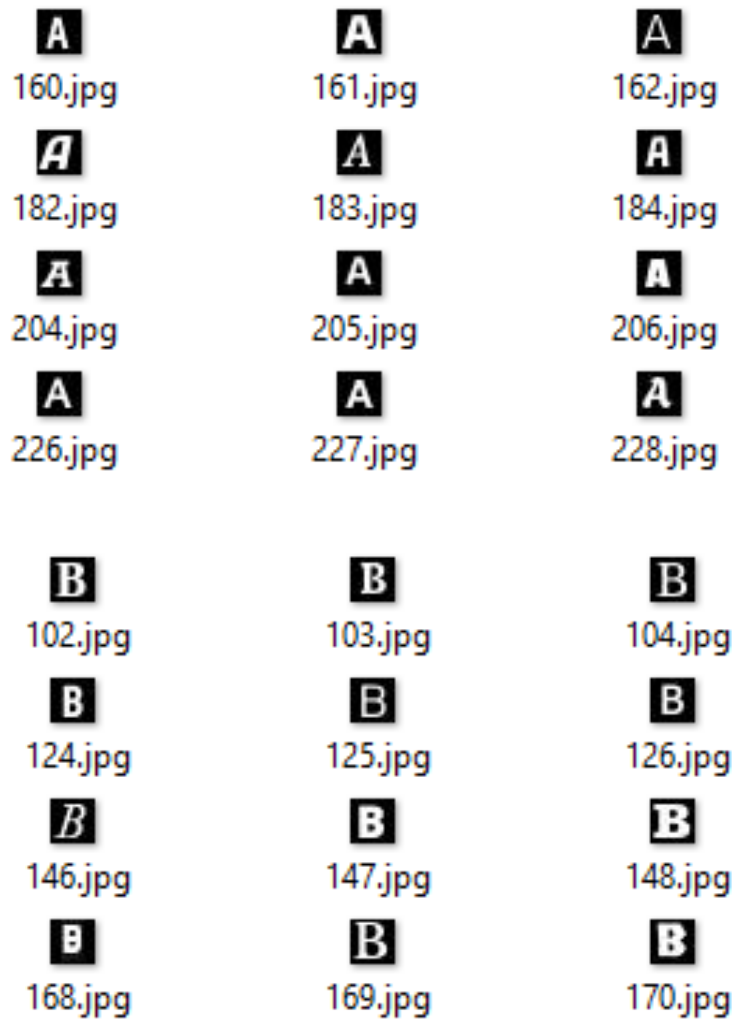 A A A
160.jpg 161.jpg 162.jpg
A A A
182.jpg 183.jpg 184.jpg
A A A
204.jpg 205.jpg 206.jpg
A A A
226.jpg 227.jpg 228.jpg
B B B
102.jpg 103.jpg 104.jpg
B B B
124.jpg 125.jpg 126.jpg
B B B
146.jpg 147.jpg 148.jpg
B B B
168.jpg 169.jpg 170.jpg